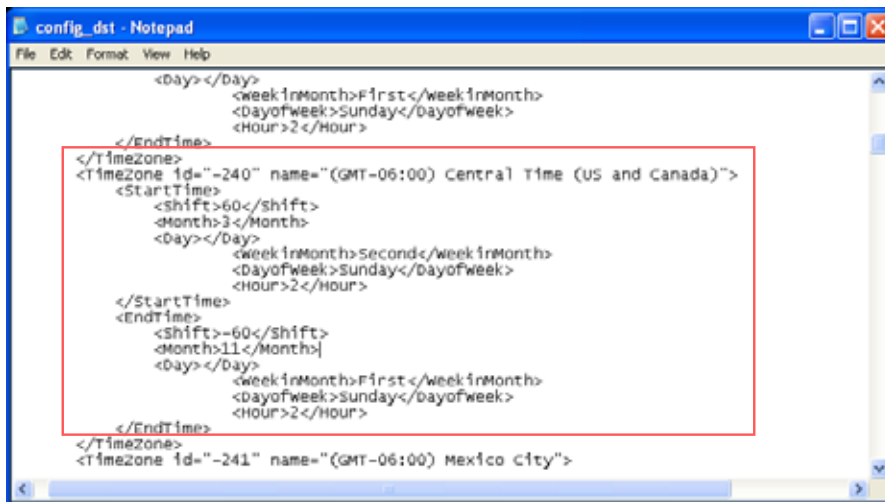 config_dst - Notepad
File Edit Format View Help
<Day></Day>
<WeekinMonth>First</WeekinMonth>
<DayofWeek>Sunday</DayofWeek>
<Hour>2</Hour>
</EndTime>
</TimeZone>
<TimeZone id="-240" name="(GMT-06:00) Central Time (US and Canada)">
<StartTime>
<Shift>60</Shift>
<Month>3</Month>
<Day></Day>
<WeekinMonth>Second</WeekinMonth>
<DayofWeek>Sunday</DayofWeek>
<Hour>2</Hour>
</StartTime>
<EndTime>
<Shift>-60</Shift>
<Month>11</Month>
<Day></Day>
<WeekinMonth>First</WeekinMonth>
<DayofWeek>Sunday</DayofWeek>
<Hour>2</Hour>
</EndTime>
</TimeZone>
<TimeZone id="-241" name="(GMT-06:00) Mexico City">